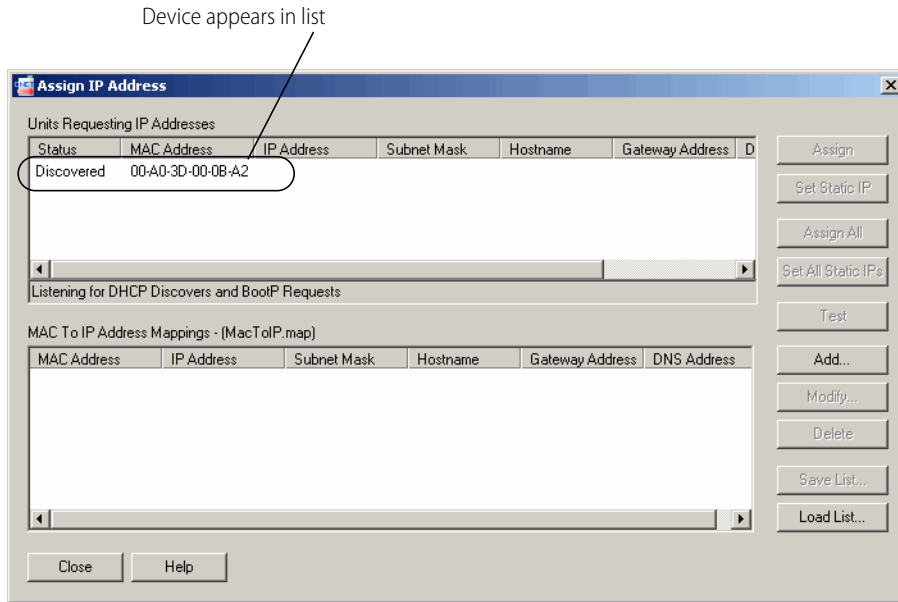 Device appears in list
Assign IP Address
Units Requesting IP Addresses
Status MAC Address IP Address Subnet Mask Hostname Gateway Address D
Discovered 00-A0-3D-00-0B-A2
Listening for DHCP Discovers and BootP Requests
MAC To IP Address Mappings - (MacToIP.map)
MAC Address IP Address Subnet Mask Hostname Gateway Address DNS Address
Assign
Set Static IP
Assign All
Set All Static IPs
Test
Add...
Modify...
Delete
Save List...
Load List...
Close Help